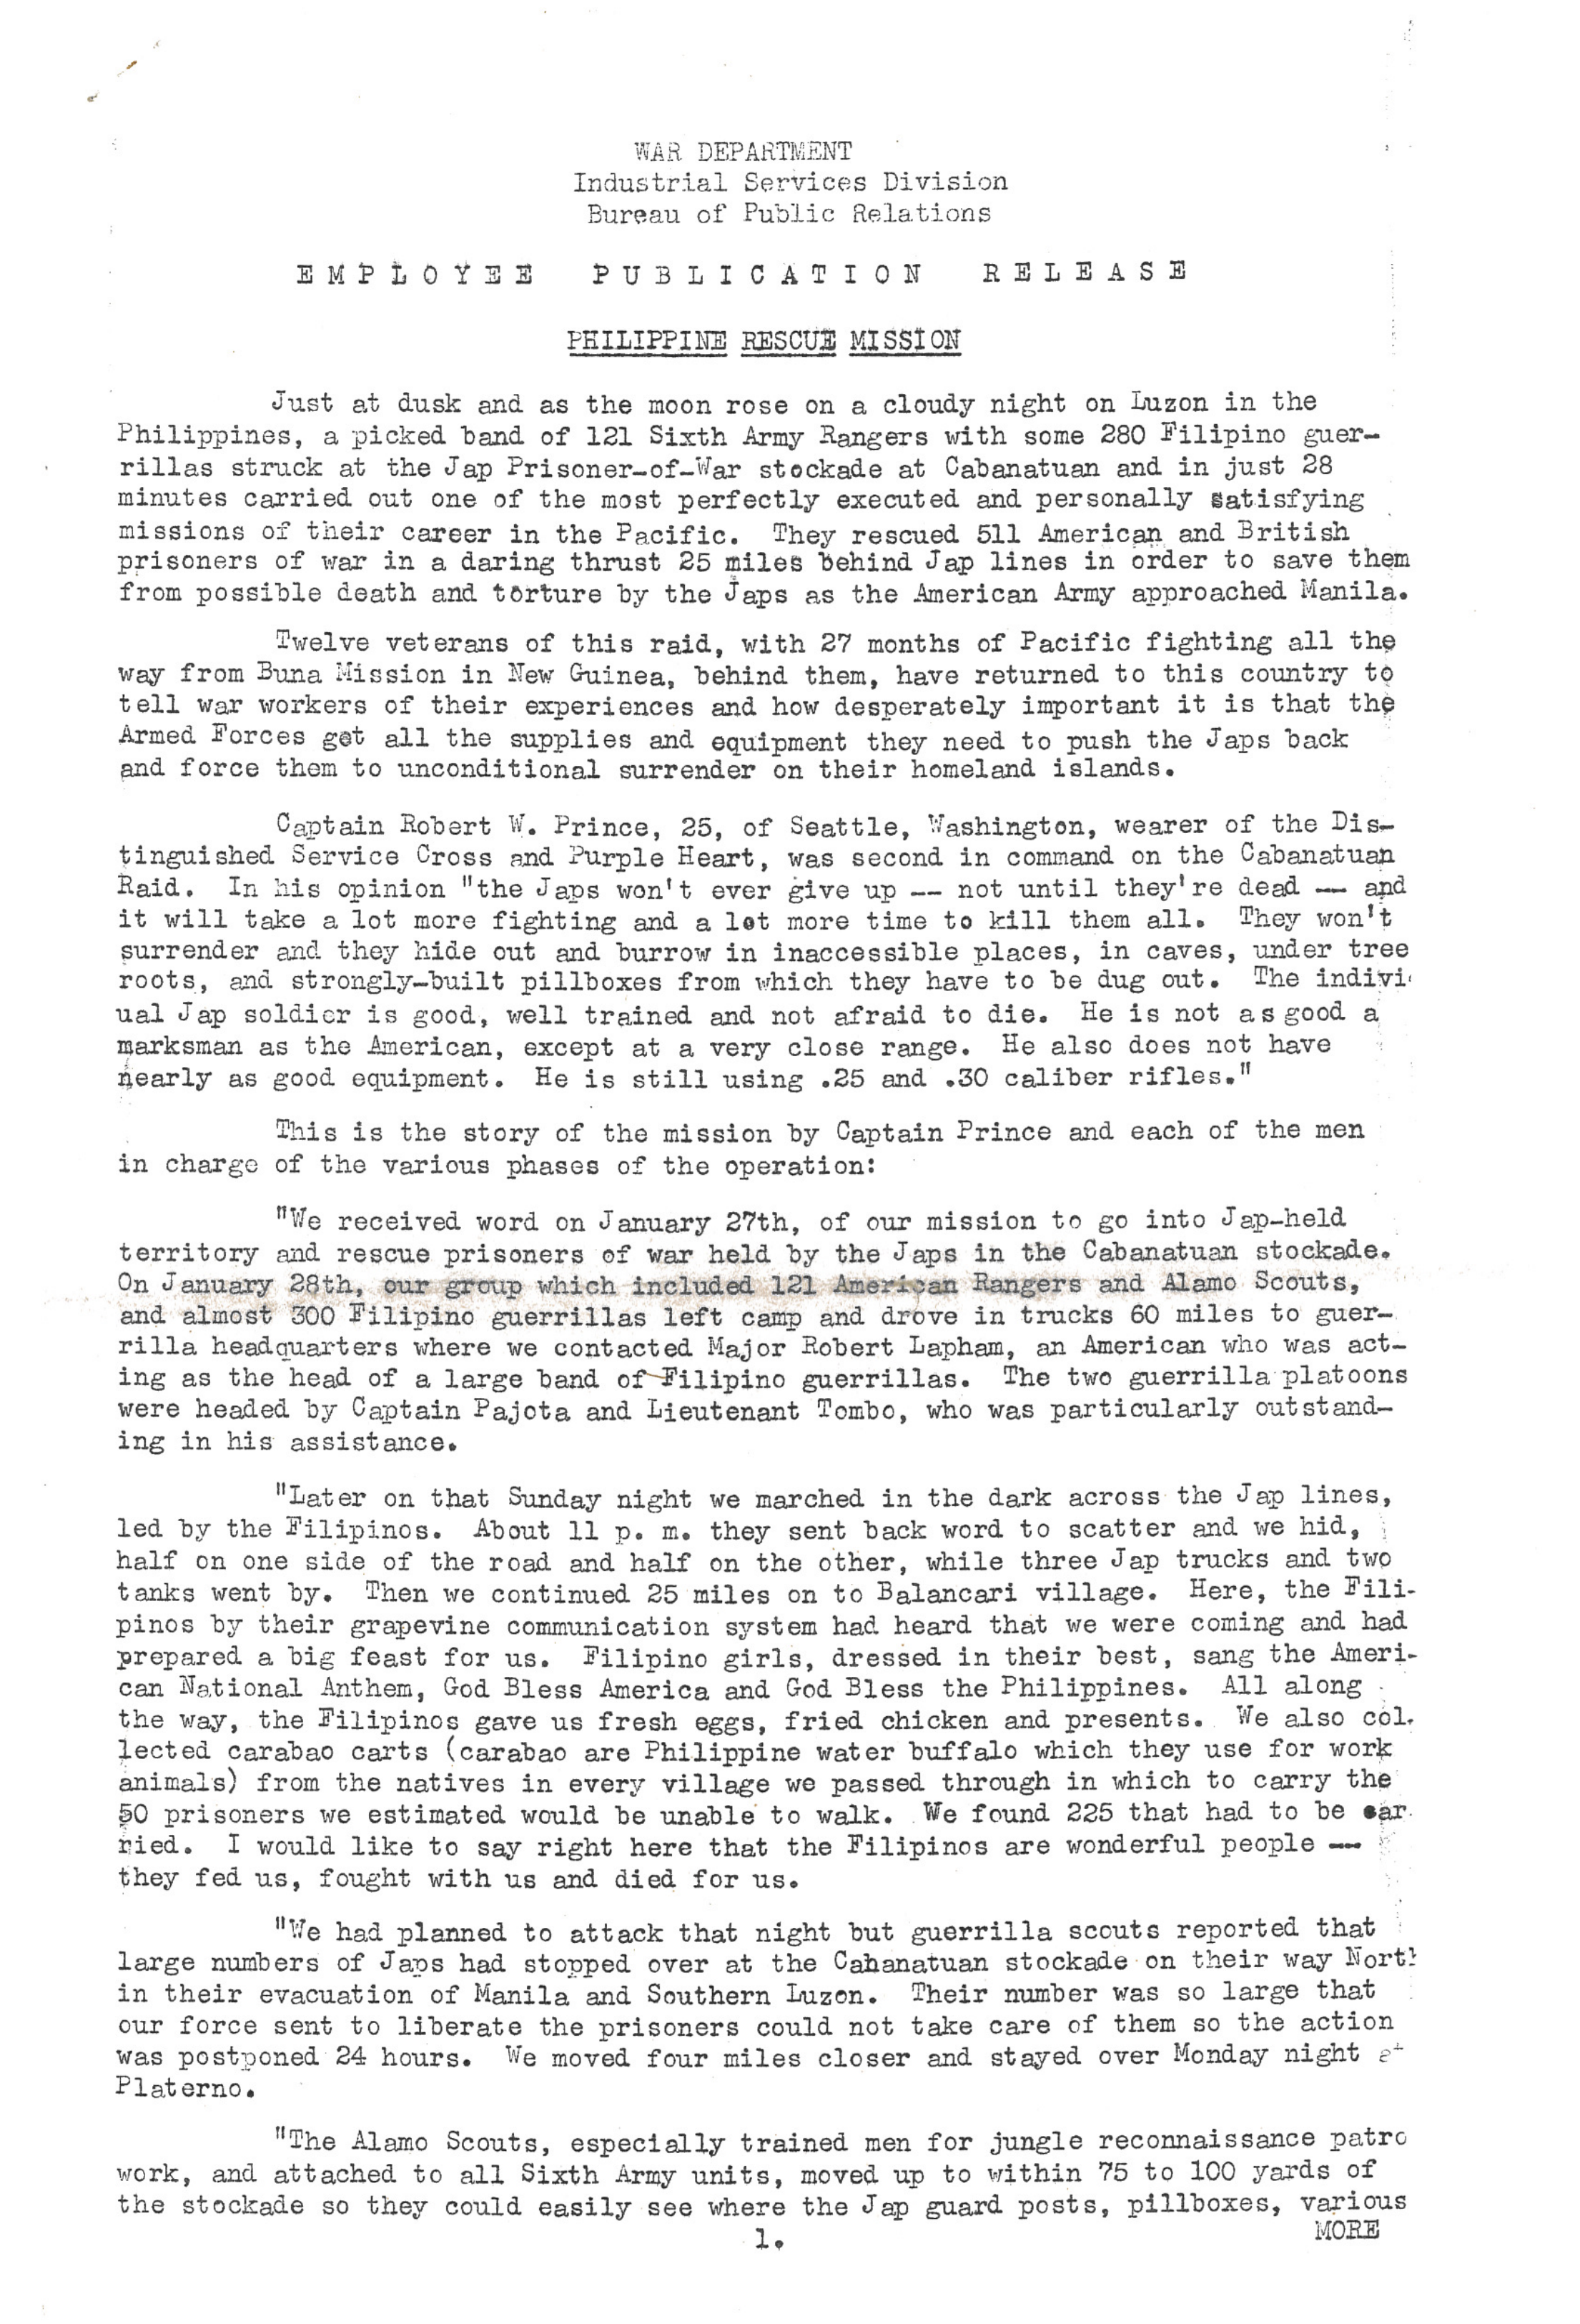 WAR DEPARTMENT
Industrial Services Division
Bureau of Public Relations
EMPLOYEE PUBLICATION RELEASE
PHILIPPINE RESCUE MISSION
Just at dusk and as the moon rose on a cloudy night on Luzon in the
Philippines, a picked band of 121 Sixth Army Rangers with some 280 Filipino guer-
rillas struck at the Jap Prisoner-of-War stockade at Cabanatuan and in just 28
minutes carried out one of the most perfectly executed and personally satisfying
missions of their career in the Pacific. They rescued 511 American and British
prisoners of war in a daring thrust 25 miles behind Jap lines in order to save them
from possible death and torture by the Japs as the American Army approached Manila.
Twelve veterans of this raid, with 27 months of Pacific fighting all the
way from Buna Mission in New Guinea, behind them, have returned to this country to
tell war workers of their experiences and how desperately important it is that the
Armed Forces get all the supplies and equipment they need to push the Japs back
and force them to unconditional surrender on their homeland islands.
Captain Robert W. Prince, 25, of Seattle, Washington, wearer of the Dis-
tinguished Service Cross and Purple Heart, was second in command on the Cabanatuan
Raid. In his opinion "the Japs won't ever give up -- not until they're dead -- and
it will take a lot more fighting and a lot more time to kill them all. They won't
surrender and they hide out and burrow in inaccessible places, in caves, under tree
roots, and strongly-built pillboxes from which they have to be dug out. The indivi
ual Jap soldier is good, well trained and not afraid to die. He is not as good a
marksman as the American, except at a very close range. He also does not have
nearly as good equipment. He is still using .25 and .30 caliber rifles."
This is the story of the mission by Captain Prince and each of the men
in charge of the various phases of the operation:
"We received word on January 27th, of our mission to go into Jap-held
territory and rescue prisoners of war held by the Japs in the Cabanatuan stockade.
On January 28th, our group which included 121 American Rangers and Alamo Scouts,
and almost 300 Filipino guerrillas left camp and drove in trucks 60 miles to guer-
rilla headquarters where we contacted Major Robert Lapham, an American who was act-
ing as the head of a large band of Filipino guerrillas. The two guerrilla platoons
were headed by Captain Pajota and Lieutenant Tombo, who was particularly outstand-
ing in his assistance.
"Later on that Sunday night we marched in the dark across the Jap lines,
led by the Filipinos. About 11 p. m. they sent back word to scatter and we hid,
half on one side of the road and half on the other, while three Jap trucks and two
tanks went by. Then we continued 25 miles on to Balancari village. Here, the Fili-
pinos by their grapevine communication system had heard that we were coming and had
prepared a big feast for us. Filipino girls, dressed in their best, sang the Ameri-
can National Anthem, God Bless America and God Bless the Philippines. All along
the way, the Filipinos gave us fresh eggs, fried chicken and presents. We also col-
lected carabao carts (carabao are Philippine water buffalo which they use for work
animals) from the natives in every village we passed through in which to carry the
50 prisoners we estimated would be unable to walk. We found 225 that had to be car
ried. I would like to say right here that the Filipinos are wonderful people --
they fed us, fought with us and died for us.
"We had planned to attack that night but guerrilla scouts reported that
large numbers of Japs had stopped over at the Cabanatuan stockade on their way North
in their evacuation of Manila and Southern Luzon. Their number was so large that
our force sent to liberate the prisoners could not take care of them so the action
was postponed 24 hours. We moved four miles closer and stayed over Monday night at
Platerno.
"The Alamo Scouts, especially trained men for jungle reconnaissance patro
work, and attached to all Sixth Army units, moved up to within 75 to 100 yards of
the stockade so they could easily see where the Jap guard posts, pillboxes, various
1.
MORE